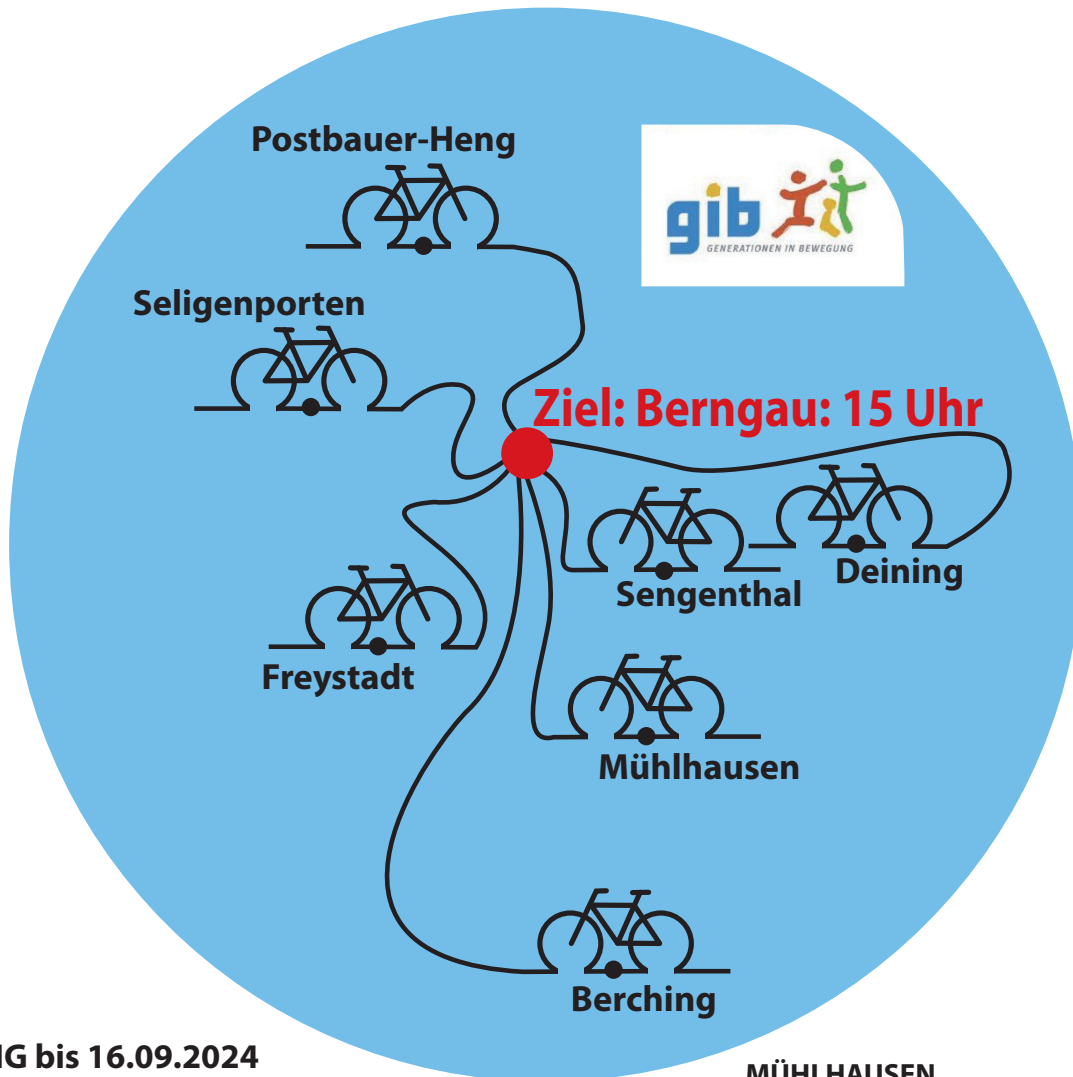 Postbauer-Heng
gib
GENERATIONEN IN BEWEGUNG
Seligenporten
Ziel: Berngau: 15 Uhr
Deining
Sengenthal
Freystadt
Mühlhausen
Berching
bis 16.09.2024
MÜHLHAUSEN